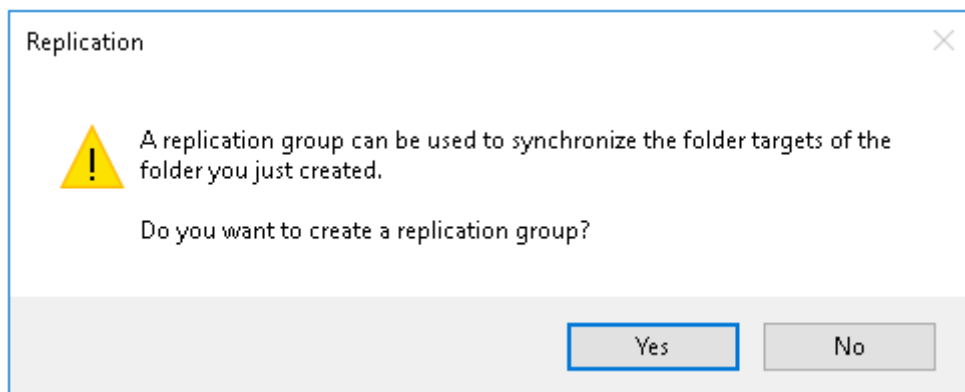 Replication
A replication group can be used to synchronize the folder targets of the
folder you just created.
Do you want to create a replication group?
Yes
No